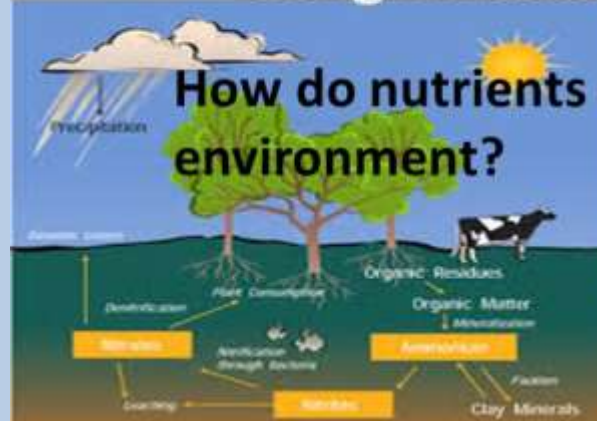 How do nutrients
environment?
Precipitation
Organic Residues
Plant Consumption
Organic Matter
Denitrification
Mineralization
Nitrates
Ammonium
Nitrification
through Bacteria
Fixation
Leaching
Nitrites
Clay Minerals